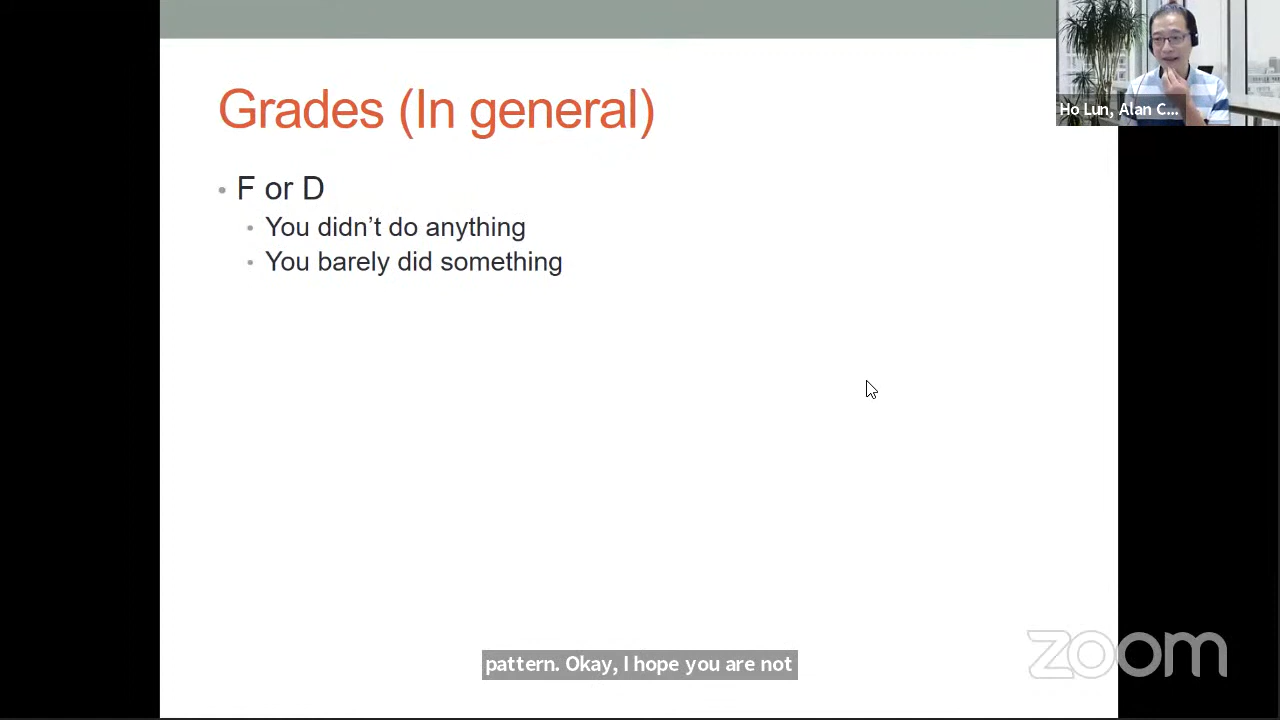 Grades (In general)
Ho Lun, Alan C...
• F or D
• You didn’t do anything
• You barely did something
pattern. Okay, I hope you are not
zoom